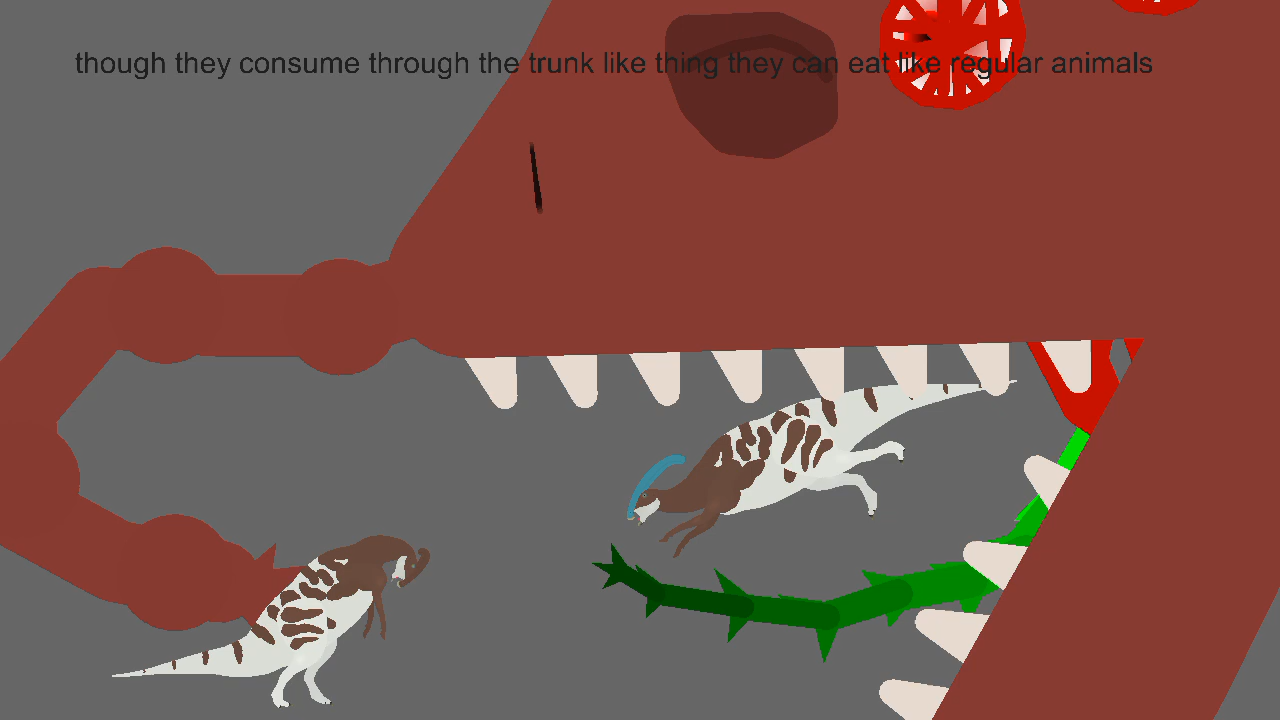 though they consume through the trunk like thing they can eat like regular animals